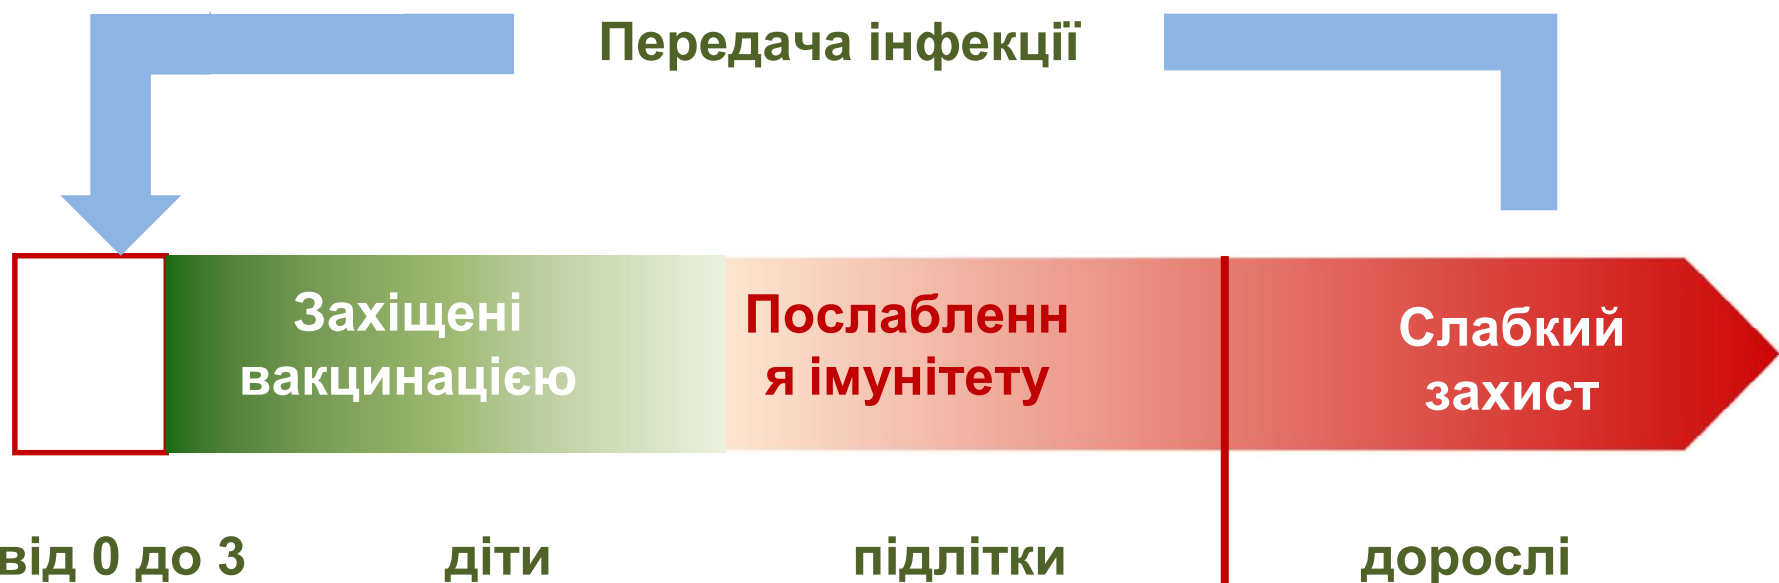 Передача інфекції
Захіщені
вакцинацією
Послабленн
я імунітету
Слабкий
захист
від 0 до 3
діти
підлітки
дорослі